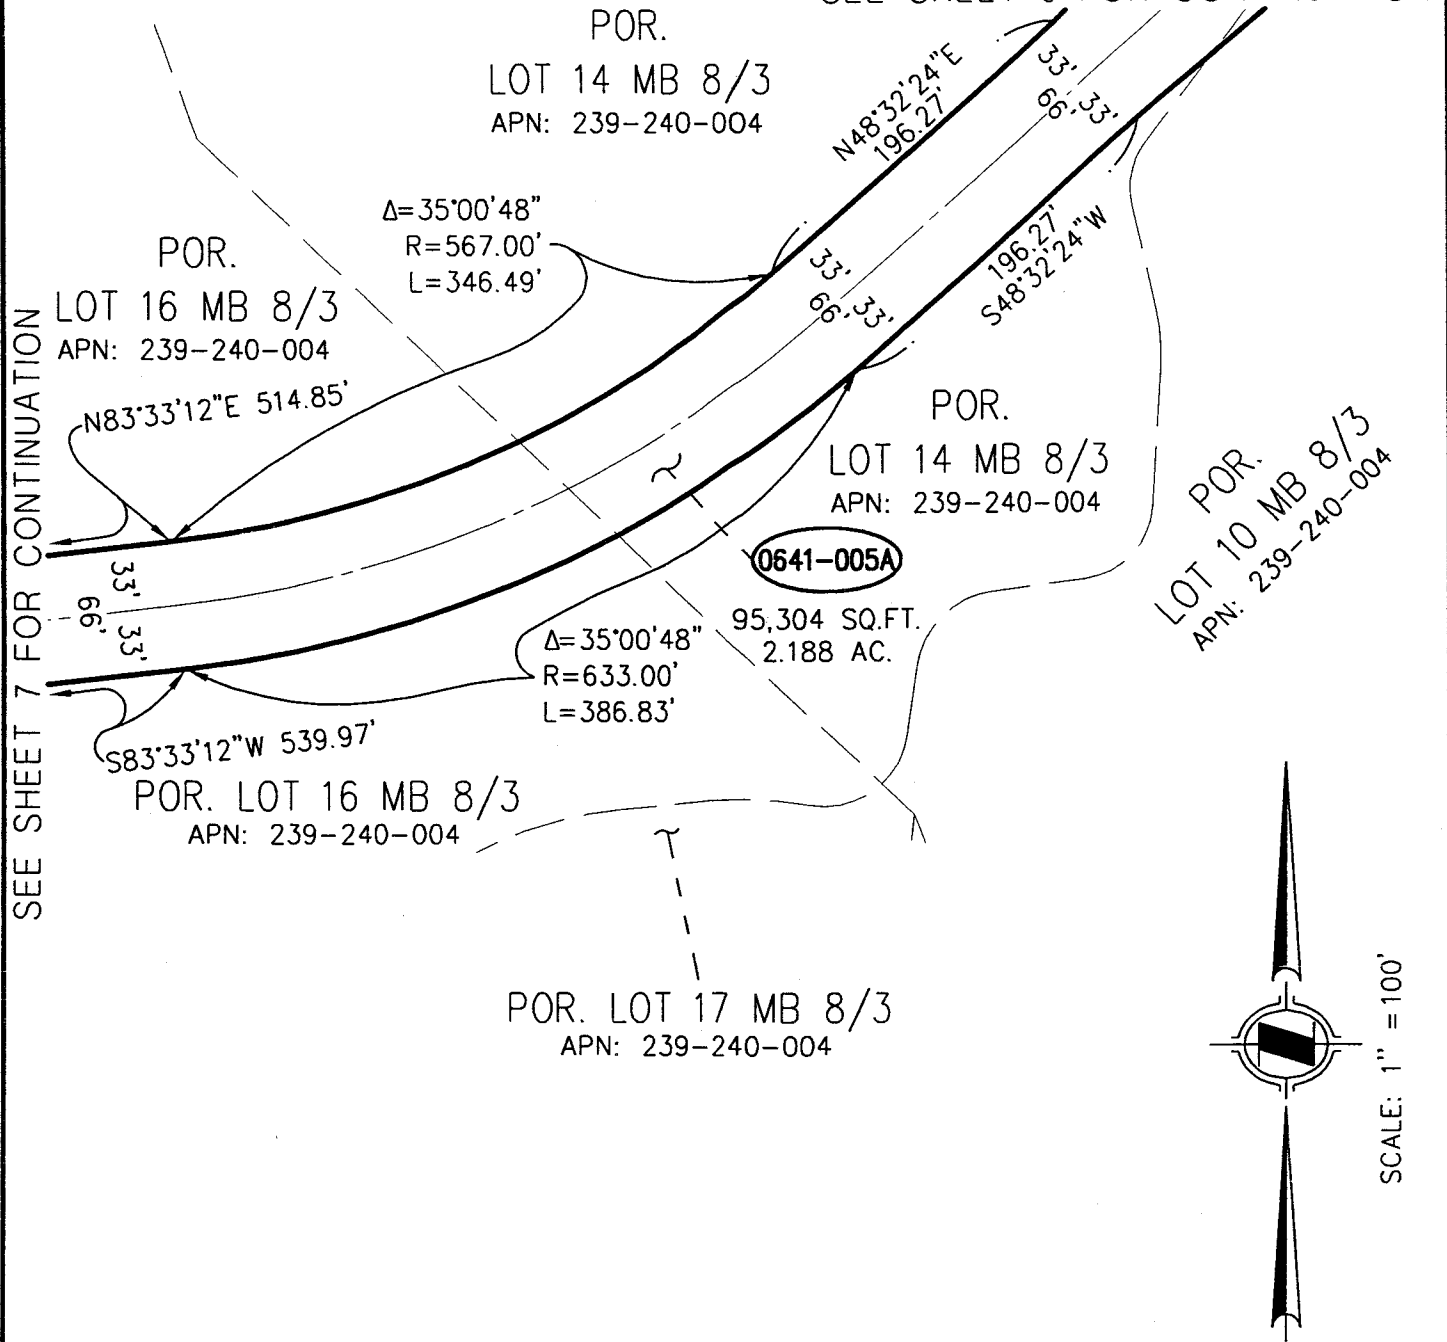 POR.
LOT 14 MB 8/3
APN: 239-240-004
N48°32'24"E
196.27'
33'
33'
66'
Δ=35°00'48"
R=567.00'
L=346.49'
POR.
LOT 16 MB 8/3
APN: 239-240-004
N83°33'12"E 514.85'
33'
33'
66'
196.27'
S48°32'24"W
POR.
LOT 14 MB 8/3
APN: 239-240-004
POR.
LOT 10 MB 8/3
APN: 239-240-004
0641-005A
95,304 SQ.FT.
2.188 AC.
33'
66'
33'
Δ=35°00'48"
R=633.00'
L=386.83'
S83°33'12"W 539.97'
POR. LOT 16 MB 8/3
APN: 239-240-004
SEE SHEET 7 FOR CONTINUATION
POR. LOT 17 MB 8/3
APN: 239-240-004
SCALE: 1" = 100'